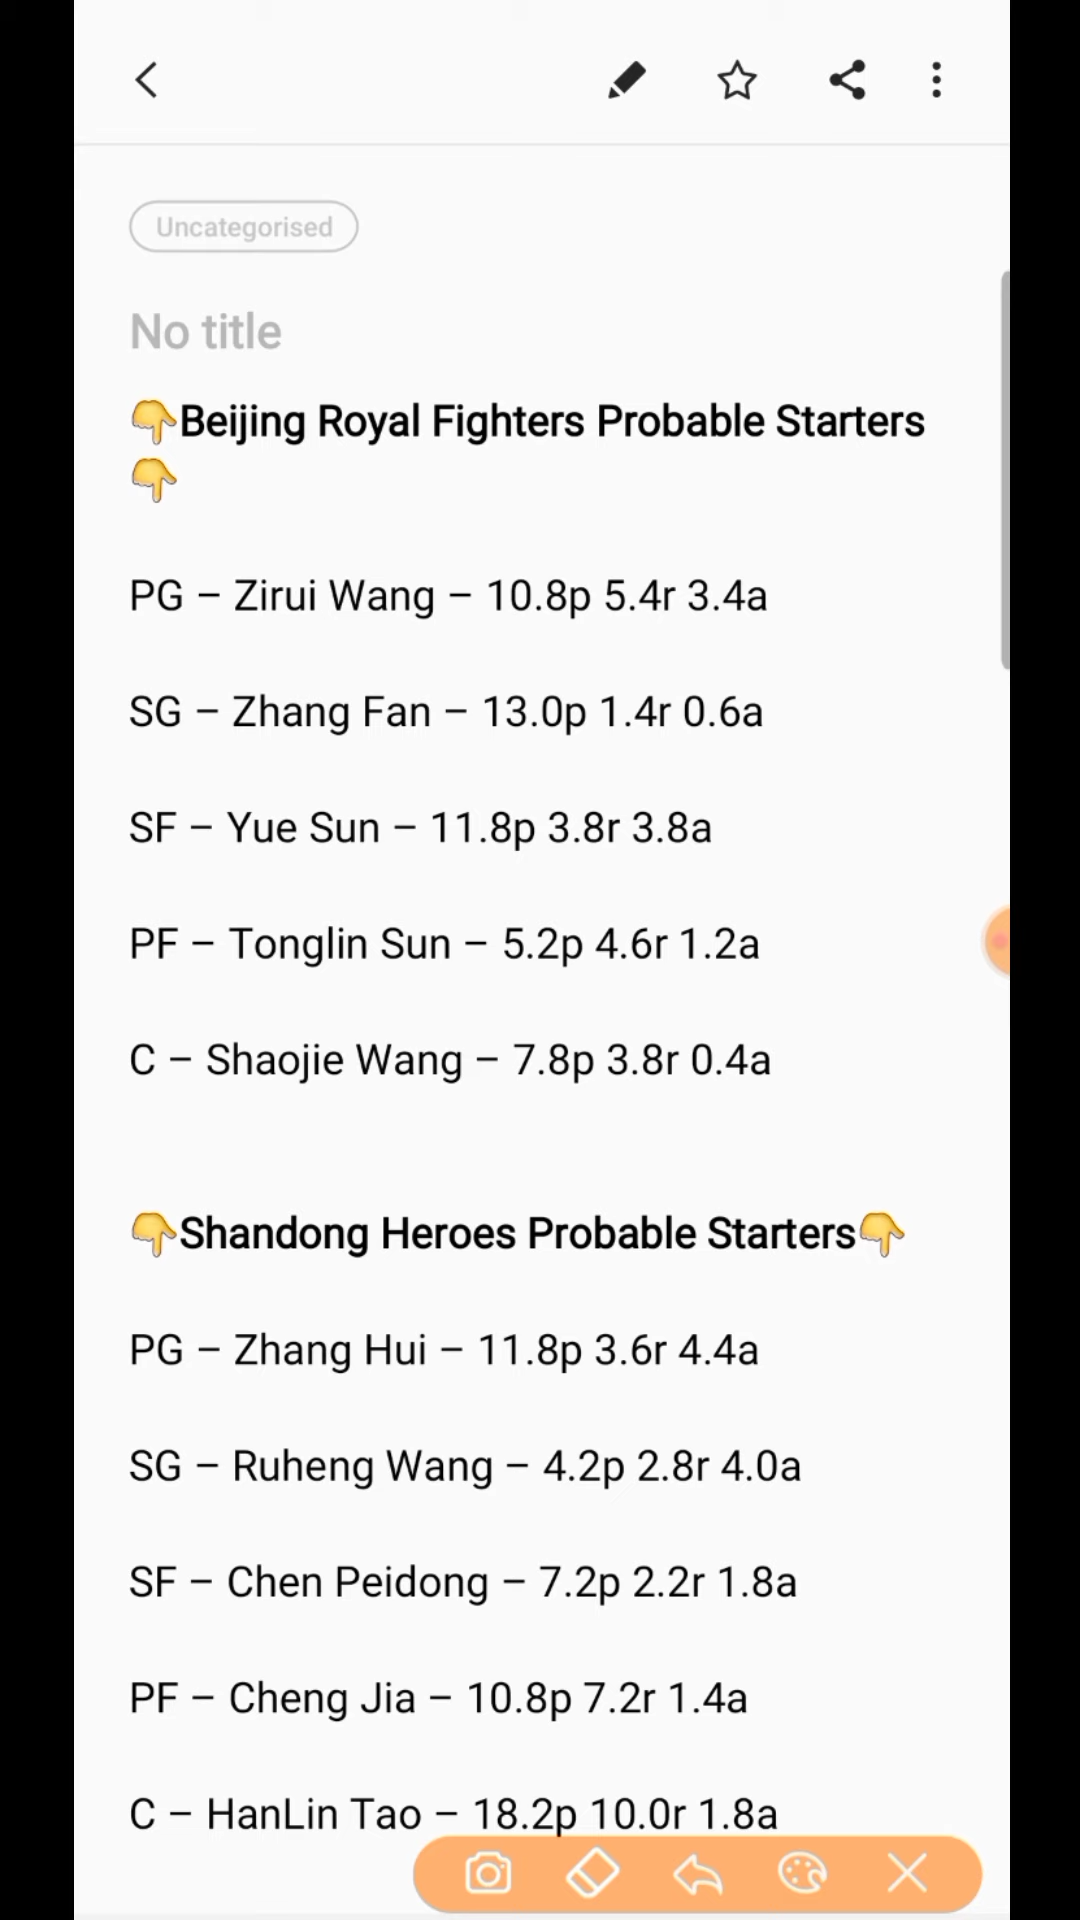 Uncategorised
No title
👇Beijing Royal Fighters Probable Starters
👇
PG – Zirui Wang – 10.8p 5.4r 3.4a
SG – Zhang Fan – 13.0p 1.4r 0.6a
SF – Yue Sun – 11.8p 3.8r 3.8a
PF – Tonglin Sun – 5.2p 4.6r 1.2a
C – Shaojie Wang – 7.8p 3.8r 0.4a
👇Shandong Heroes Probable Starters👇
PG – Zhang Hui – 11.8p 3.6r 4.4a
SG – Ruheng Wang – 4.2p 2.8r 4.0a
SF – Chen Peidong – 7.2p 2.2r 1.8a
PF – Cheng Jia – 10.8p 7.2r 1.4a
C – HanLin Tao – 18.2p 10.0r 1.8a